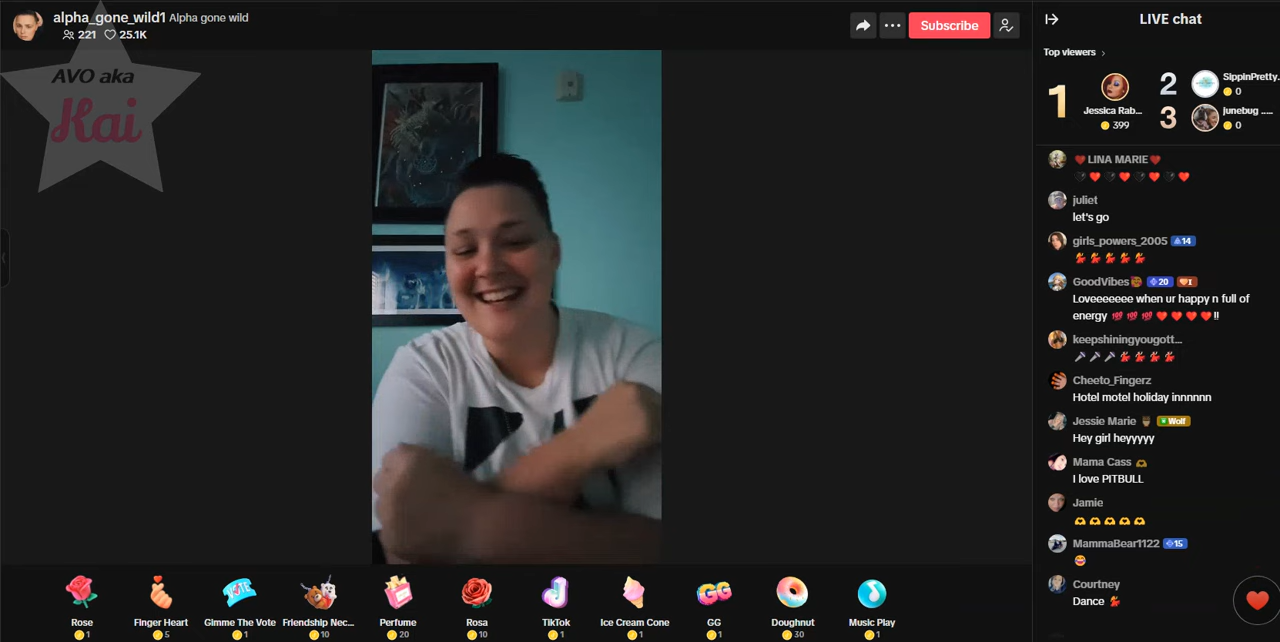 alpha_gone_wild1 Alpha gone wild
221 25.1K
Subscribe
AVO aka
Kai
LIVE chat
Top viewers
1
Jessica Rab...
399
2
SippinPretty.
0
3
junebug .....
0
LINA MARIE
juliet
let's go
girls_powers_2005 14
GoodVibes 20 I
Loveeeeeee when ur happy n full of
energy 💯 💯 💯 ❤️ ❤️ ❤️ ❤️ !!
keepshiningyougott...
Cheeto_Fingerz
Hotel motel holiday innnnnn
Jessie Marie Wolf
Hey girl heyyyyy
Mama Cass
I love PITBULL
Jamie
MammaBear1122 15
Courtney
Dance 💃
VOTE
GG
Rose
1
Finger Heart
5
Gimme The Vote
1
Friendship Nec...
10
Perfume
20
Rosa
10
TikTok
1
Ice Cream Cone
1
GG
1
Doughnut
30
Music Play
1